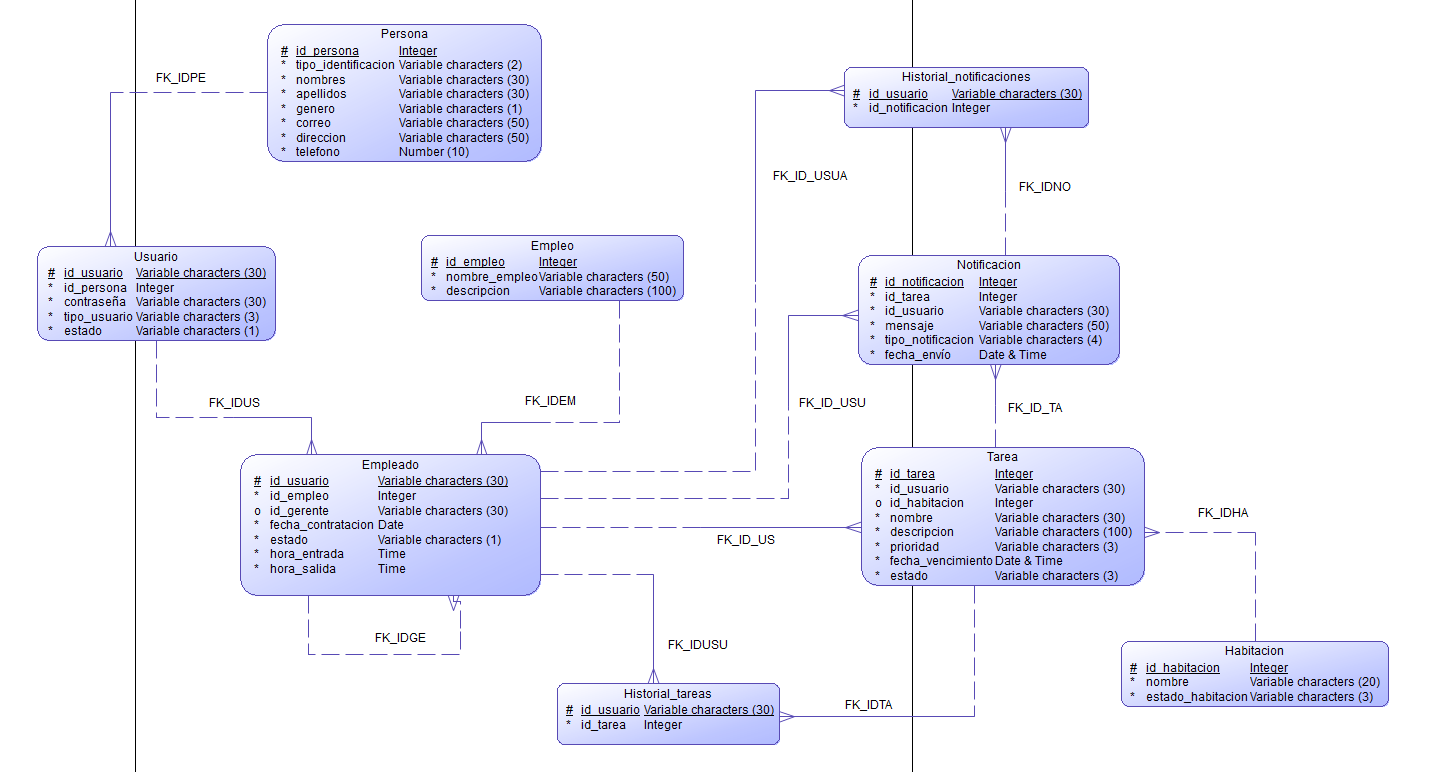 Persona
# id_persona Integer
* tipo_identificacion Variable characters (2)
* nombres Variable characters (30)
* apellidos Variable characters (30)
* genero Variable characters (1)
* correo Variable characters (50)
* direccion Variable characters (50)
* telefono Number (10)
FK_IDPE
Historial_notificaciones
# id_usuario Variable characters (30)
* id_notificacion Integer
FK_ID_USUA
FK_IDNO
Usuario
# id_usuario Variable characters (30)
* id_persona Integer
* contraseña Variable characters (30)
* tipo_usuario Variable characters (3)
* estado Variable characters (1)
Empleo
# id_empleo Integer
* nombre_empleo Variable characters (50)
* descripcion Variable characters (100)
Notificacion
# id_notificacion Integer
* id_tarea Integer
* id_usuario Variable characters (30)
* mensaje Variable characters (50)
* tipo_notificacion Variable characters (4)
* fecha_envío Date & Time
FK_IDUS
FK_IDEM
FK_ID_USU
FK_ID_TA
Empleado
# id_usuario Variable characters (30)
* id_empleo Integer
o id_gerente Variable characters (30)
* fecha_contratacion Date
* estado Variable characters (1)
* hora_entrada Time
* hora_salida Time
Tarea
# id_tarea Integer
* id_usuario Variable characters (30)
o id_habitacion Integer
* nombre Variable characters (30)
* descripcion Variable characters (100)
* prioridad Variable characters (3)
* fecha_vencimiento Date & Time
* estado Variable characters (3)
FK_IDHA
FK_ID_US
FK_IDGE
FK_IDUSU
Habitacion
# id_habitacion Integer
* nombre Variable characters (20)
* estado_habitacion Variable characters (3)
Historial_tareas
# id_usuario Variable characters (30)
* id_tarea Integer
FK_IDTA